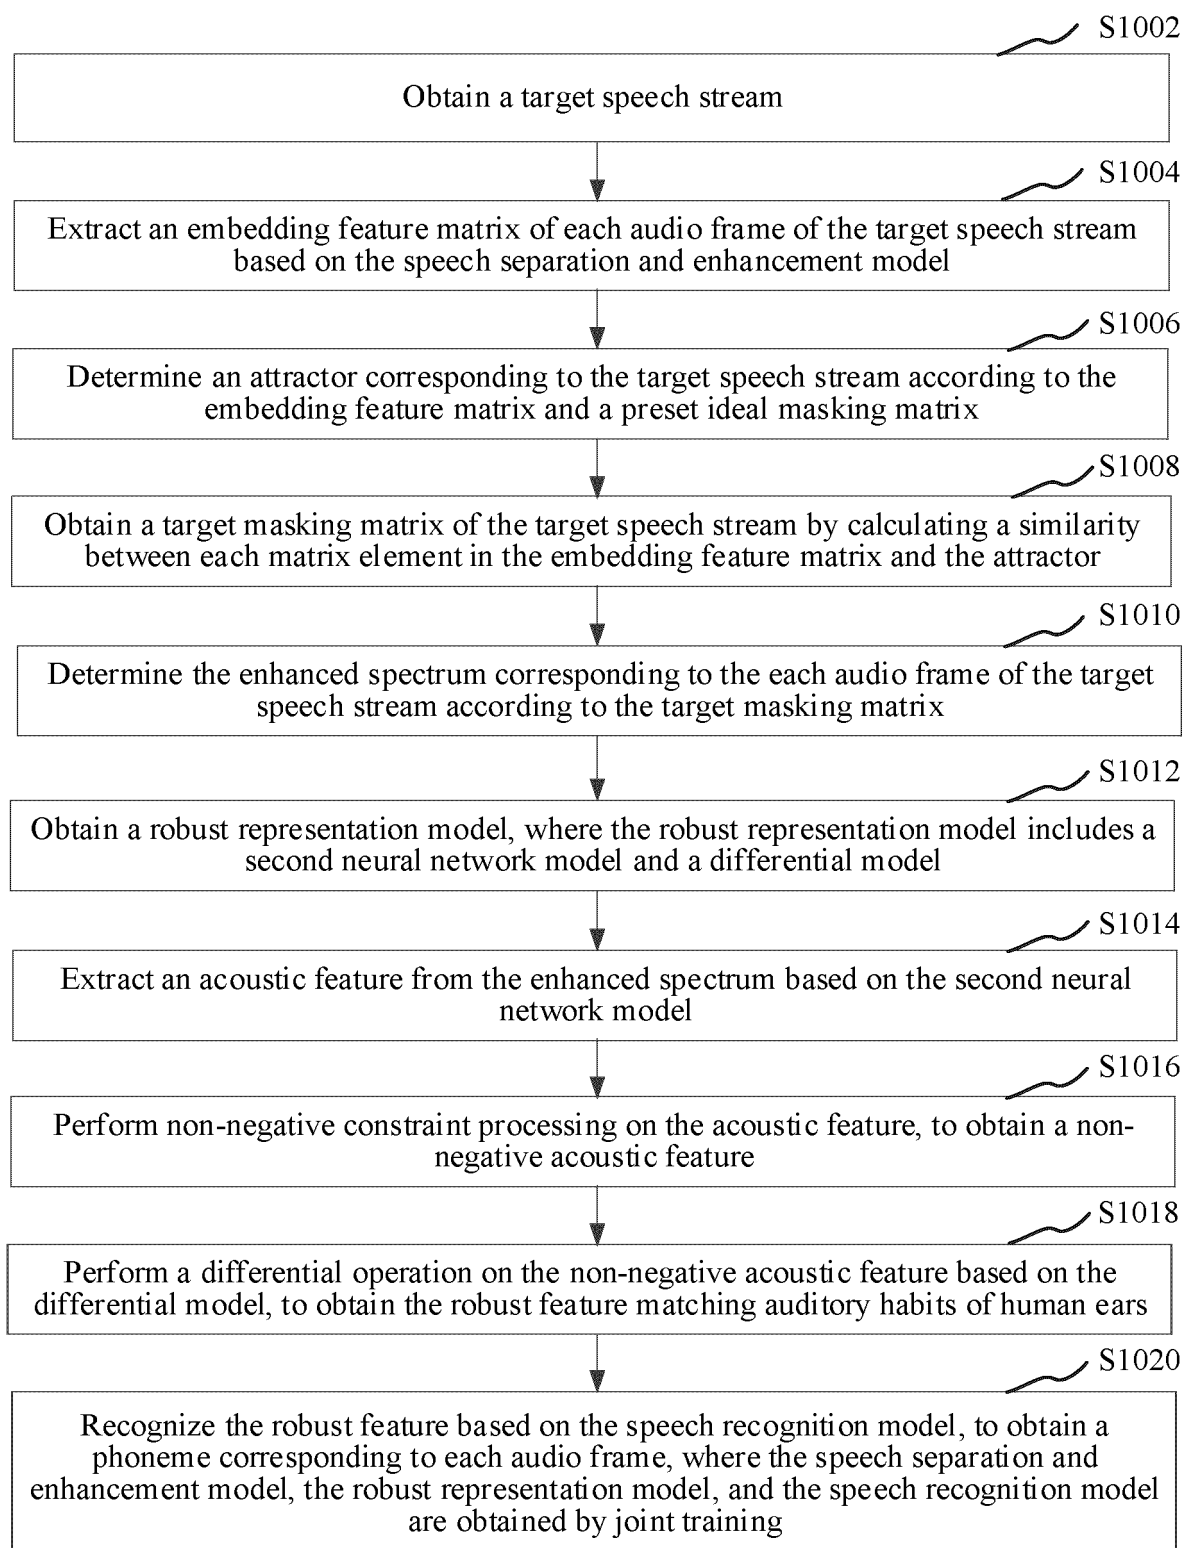 S1002
Obtain a target speech stream
S1004
Extract an embedding feature matrix of each audio frame of the target speech stream
based on the speech separation and enhancement model
S1006
Determine an attractor corresponding to the target speech stream according to the
embedding feature matrix and a preset ideal masking matrix
S1008
Obtain a target masking matrix of the target speech stream by calculating a similarity
between each matrix element in the embedding feature matrix and the attractor
S1010
Determine the enhanced spectrum corresponding to the each audio frame of the target
speech stream according to the target masking matrix
S1012
Obtain a robust representation model, where the robust representation model includes a
second neural network model and a differential model
S1014
Extract an acoustic feature from the enhanced spectrum based on the second neural
network model
S1016
Perform non-negative constraint processing on the acoustic feature, to obtain a non-
negative acoustic feature
S1018
Perform a differential operation on the non-negative acoustic feature based on the
differential model, to obtain the robust feature matching auditory habits of human ears
S1020
Recognize the robust feature based on the speech recognition model, to obtain a
phoneme corresponding to each audio frame, where the speech separation and
enhancement model, the robust representation model, and the speech recognition model
are obtained by joint training